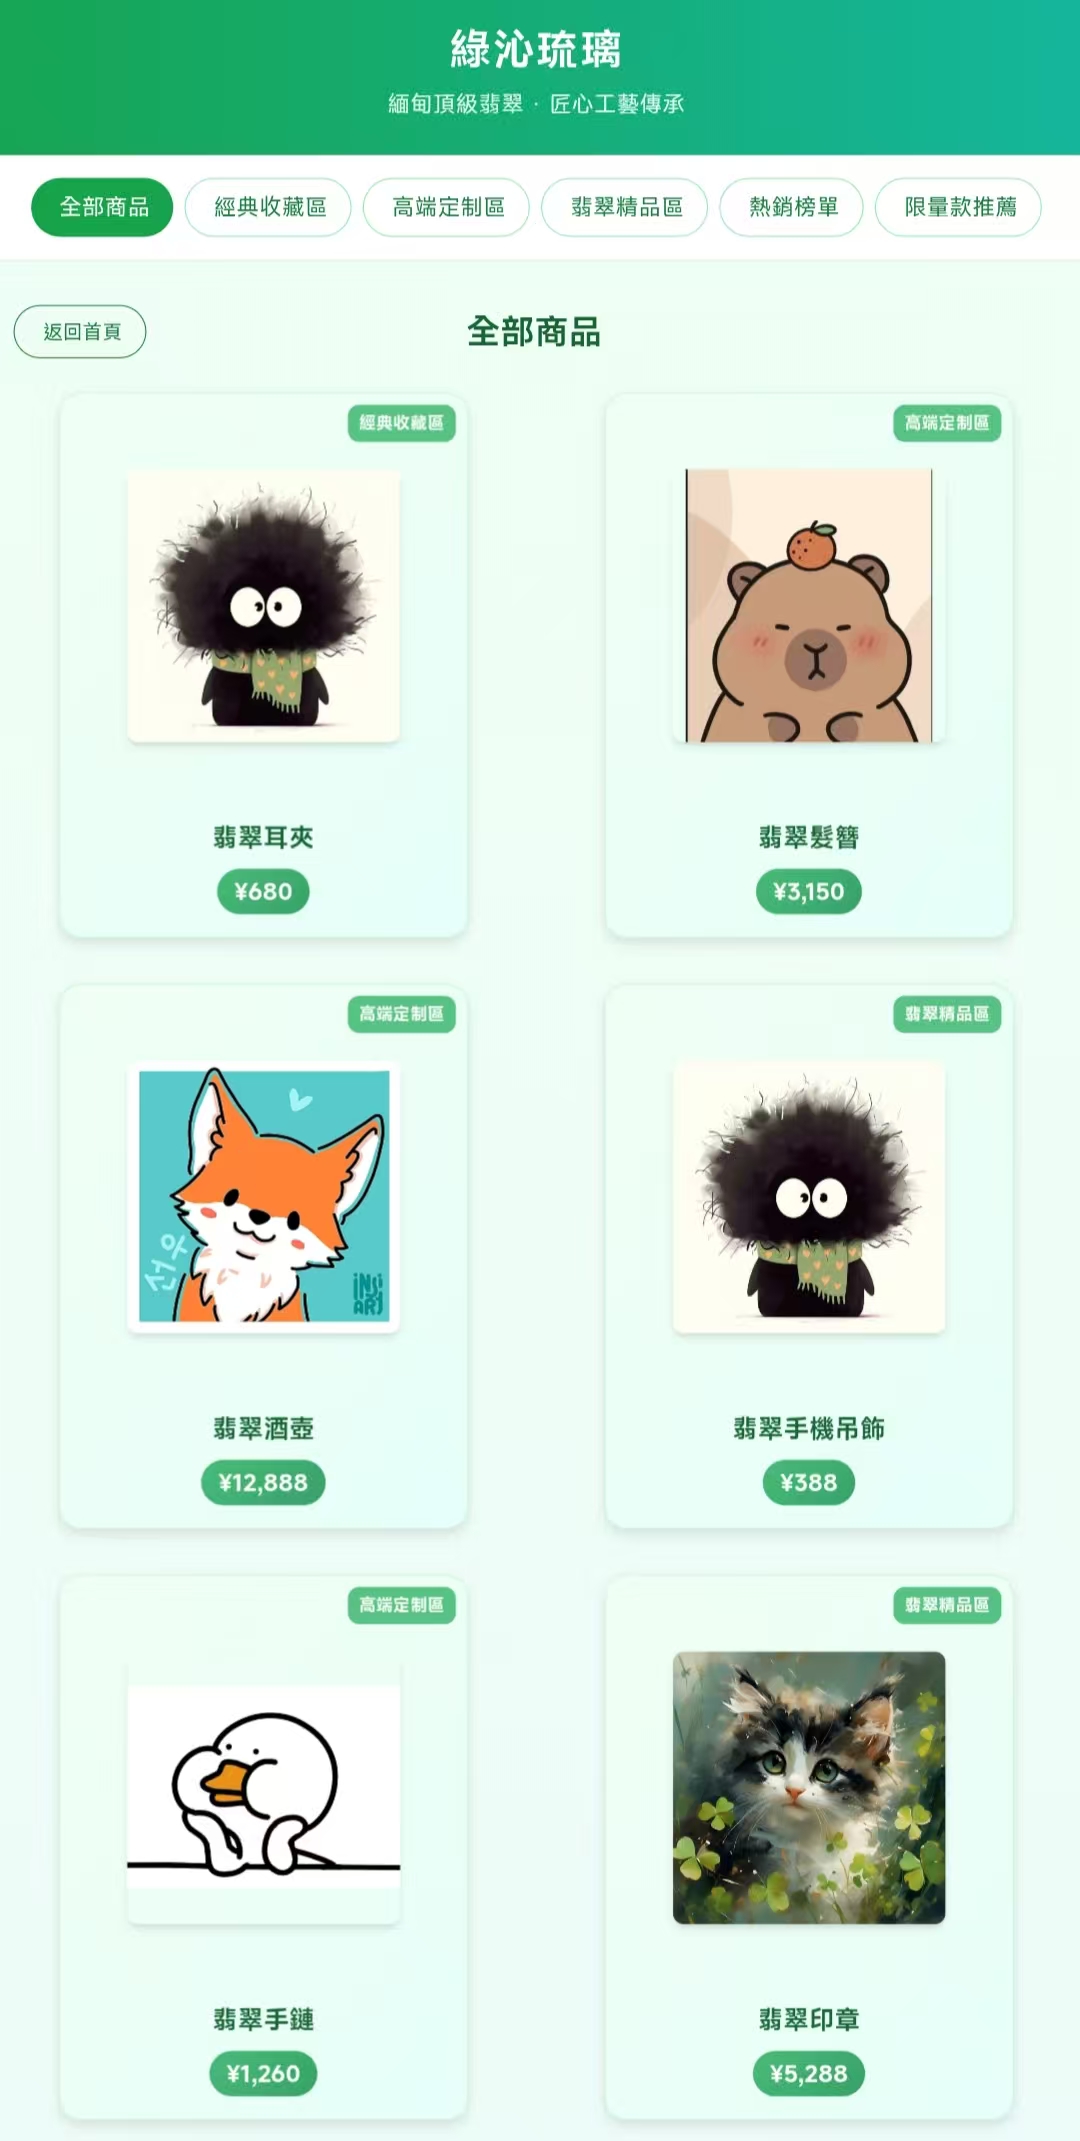 綠沁琉璃
緬甸頂級翡翠 · 匠心工藝傳承
全部商品 經典收藏區 高端定制區 翡翠精品區 熱銷榜單 限量款推薦
返回首頁
全部商品
經典收藏區
翡翠耳夾
¥680
高端定制區
翡翠髮簪
¥3,150
高端定制區
선우
INSI
ART
翡翠酒壺
¥12,888
翡翠精品區
翡翠手機吊飾
¥388
高端定制區
翡翠手鏈
¥1,260
翡翠精品區
翡翠印章
¥5,288